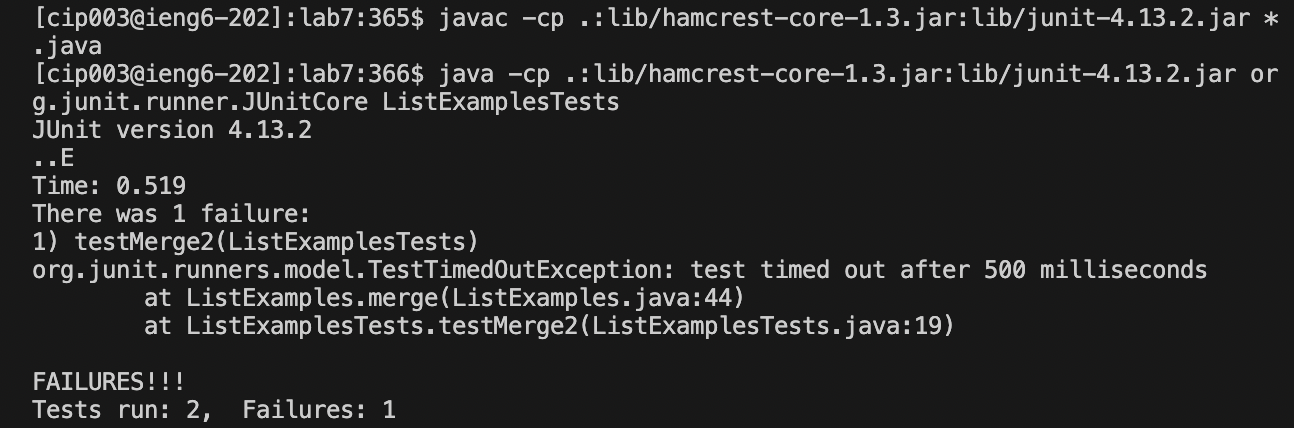 [cip003@ieng6-202]:lab7:365$ javac -cp .:lib/hamcrest-core-1.3.jar:lib/junit-4.13.2.jar *
.java
[cip003@ieng6-202]:lab7:366$ java -cp .:lib/hamcrest-core-1.3.jar:lib/junit-4.13.2.jar or
g.junit.runner.JUnitCore ListExamplesTests
JUnit version 4.13.2
..E
Time: 0.519
There was 1 failure:
1) testMerge2(ListExamplesTests)
org.junit.runners.model.TestTimedOutException: test timed out after 500 milliseconds
        at ListExamples.merge(ListExamples.java:44)
        at ListExamplesTests.testMerge2(ListExamplesTests.java:19)

FAILURES!!!
Tests run: 2,  Failures: 1